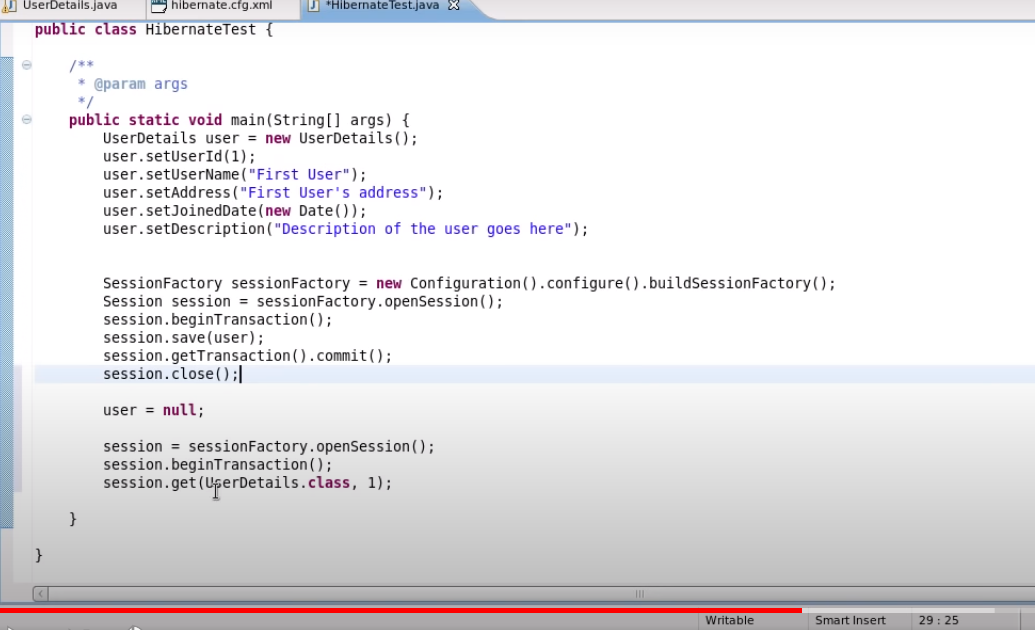 UserDetails.java hibernate.cfg.xml *HibernateTest.java
public class HibernateTest {
/**
* @param args
*/
public static void main(String[] args) {
UserDetails user = new UserDetails();
user.setUserId(1);
user.setUserName("First User");
user.setAddress("First User's address");
user.setJoinedDate(new Date());
user.setDescription("Description of the user goes here");
SessionFactory sessionFactory = new Configuration().configure().buildSessionFactory();
Session session = sessionFactory.openSession();
session.beginTransaction();
session.save(user);
session.getTransaction().commit();
session.close();
user = null;
session = sessionFactory.openSession();
session.beginTransaction();
session.get(UserDetails.class, 1);
}
}
Writable Smart Insert 29 : 25